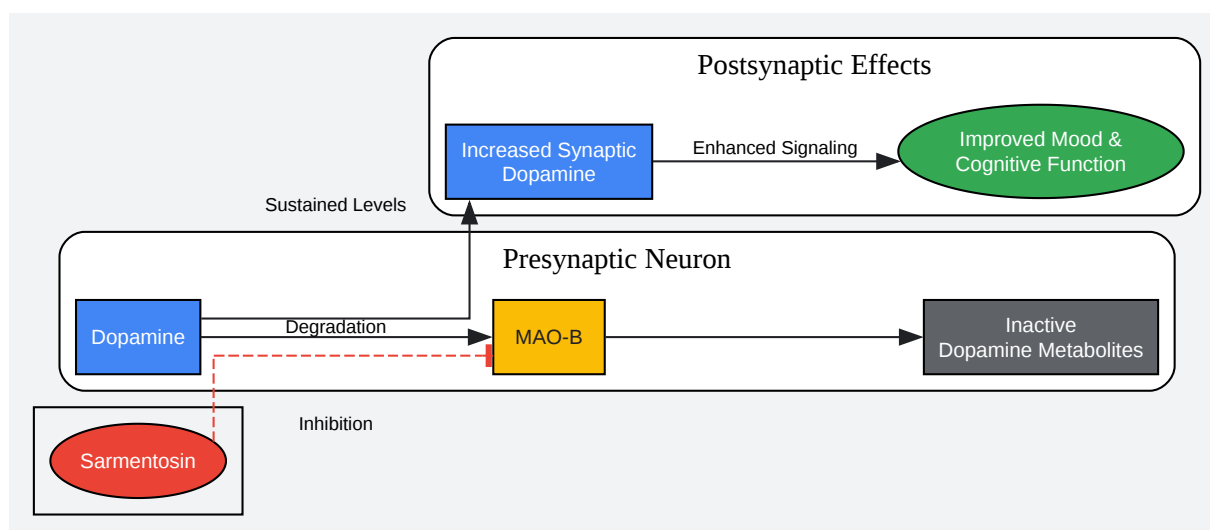 Postsynaptic Effects
Increased Synaptic
Dopamine
Enhanced Signaling
Improved Mood &
Cognitive Function
Sustained Levels
Presynaptic Neuron
Dopamine
Degradation
MAO-B
Inactive
Dopamine Metabolites
Inhibition
Sarmentosin